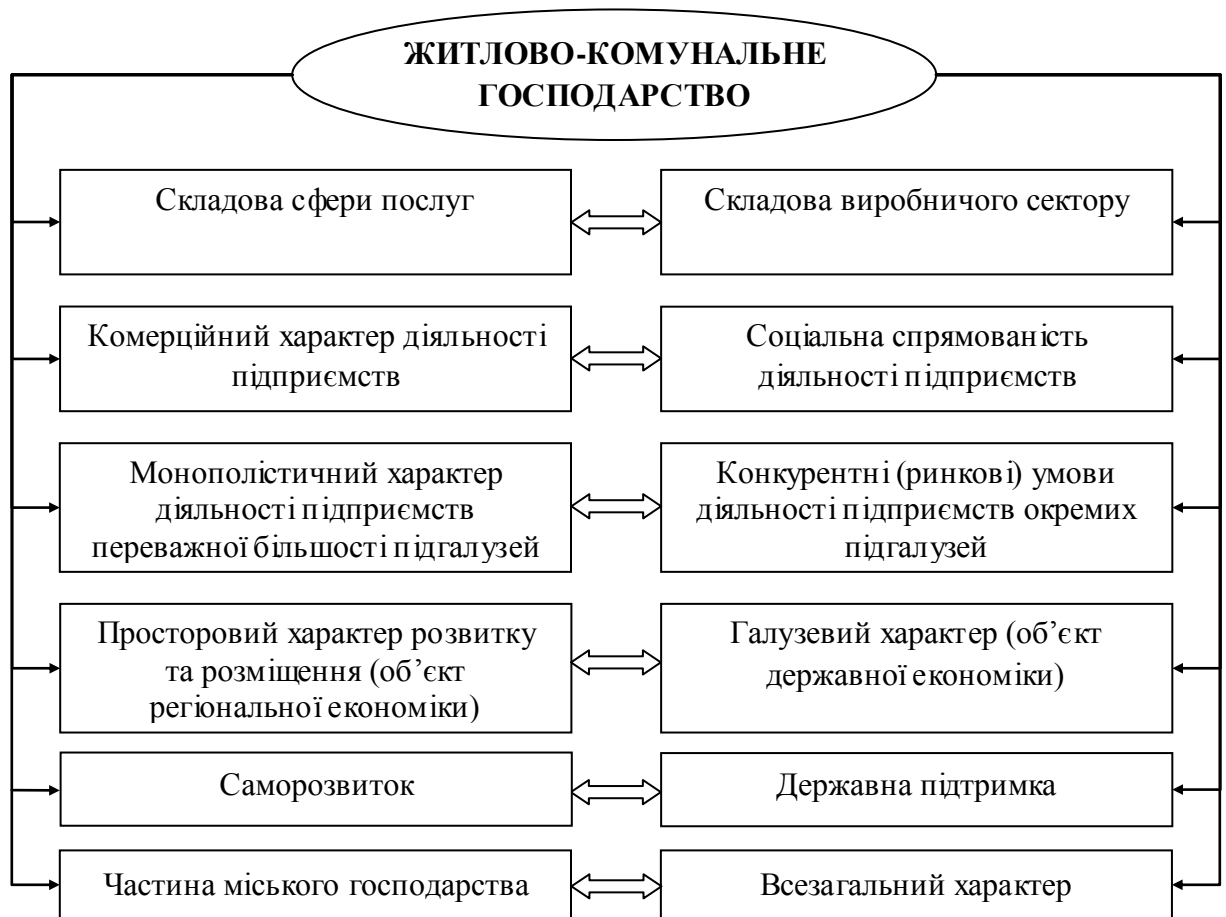 ЖИТЛОВО-КОМУНАЛЬНЕ
ГОСПОДАРСТВО
Складова сфери послуг
Складова виробничого сектору
Комерційний характер діяльності
підприємств
Соціальна спрямованість
діяльності підприємств
Монополістичний характер
діяльності підприємств
переважної більшості підгалузей
Конкурентні (ринкові) умови
діяльності підприємств окремих
підгалузей
Просторовий характер розвитку
та розміщення (об’єкт
регіональної економіки)
Галузевий характер (об’єкт
державної економіки)
Саморозвиток
Державна підтримка
Частина міського господарства
Всезагальний характер